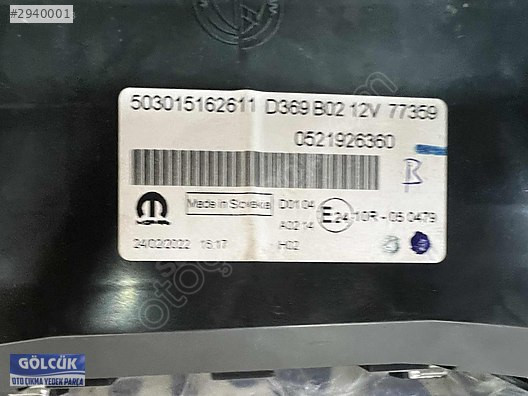 #2940001
503015162611 D369 B02 12V 77359
0521926360
R
Made in Slovakia
D01 04
A02 14
H02
E24 10R - 05 0479
24/02/2022 15:17
GÖLCÜK
OTO ÇIKMA YEDEK PARÇA